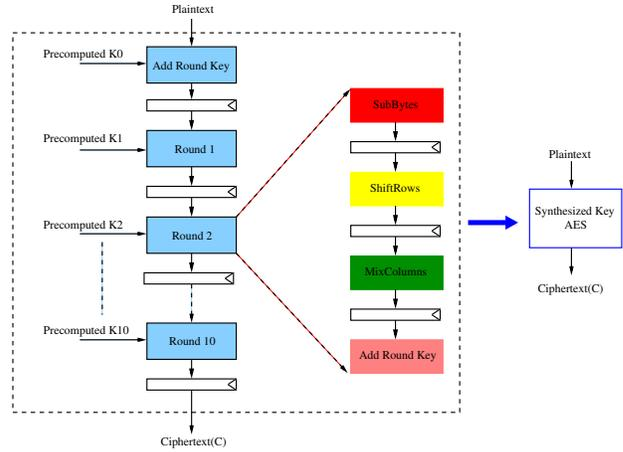 Plaintext
Precomputed K0
Add Round Key
Precomputed K1
Round 1
Precomputed K2
Round 2
Precomputed K10
Round 10
Ciphertext(C)
SubBytes
ShiftRows
MixColumns
Add Round Key
Plaintext
Synthesized Key
AES
Ciphertext(C)